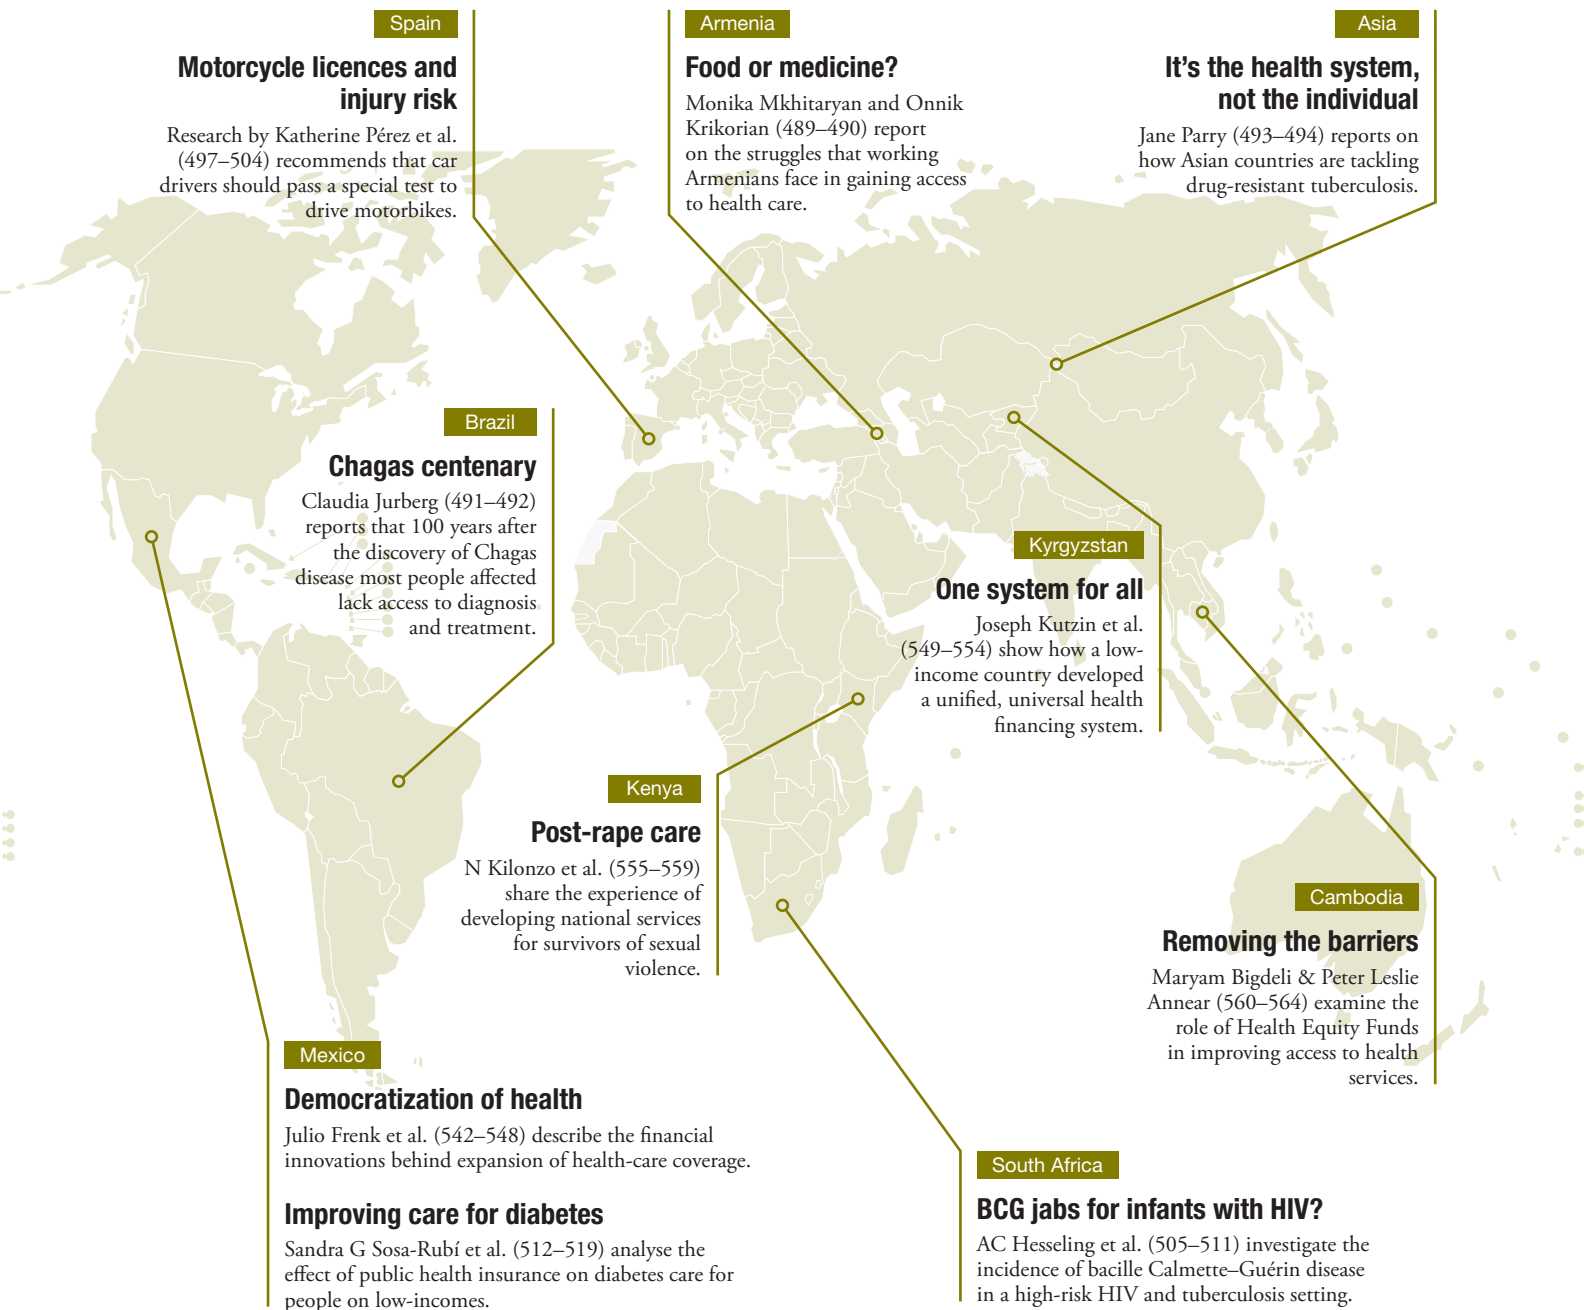 Spain
Motorcycle licences and
injury risk
Research by Katherine Pérez et al.
(497–504) recommends that car
drivers should pass a special test to
drive motorbikes.
Armenia
Food or medicine?
Monika Mkhitaryan and Onnik
Krikorian (489–490) report
on the struggles that working
Armenians face in gaining access
to health care.
Asia
It’s the health system,
not the individual
Jane Parry (493–494) reports on
how Asian countries are tackling
drug-resistant tuberculosis.
Brazil
Chagas centenary
Claudia Jurberg (491–492)
reports that 100 years after
the discovery of Chagas
disease most people affected
lack access to diagnosis
and treatment.
Kyrgyzstan
One system for all
Joseph Kutzin et al.
(549–554) show how a low-
income country developed
a unified, universal health
financing system.
Kenya
Post-rape care
N Kilonzo et al. (555–559)
share the experience of
developing national services
for survivors of sexual
violence.
Cambodia
Removing the barriers
Maryam Bigdeli & Peter Leslie
Annear (560–564) examine the
role of Health Equity Funds
in improving access to health
services.
Mexico
Democratization of health
Julio Frenk et al. (542–548) describe the financial
innovations behind expansion of health-care coverage.
Improving care for diabetes
Sandra G Sosa-Rubí et al. (512–519) analyse the
effect of public health insurance on diabetes care for
people on low-incomes.
South Africa
BCG jabs for infants with HIV?
AC Hesseling et al. (505–511) investigate the
incidence of bacille Calmette–Guérin disease
in a high-risk HIV and tuberculosis setting.